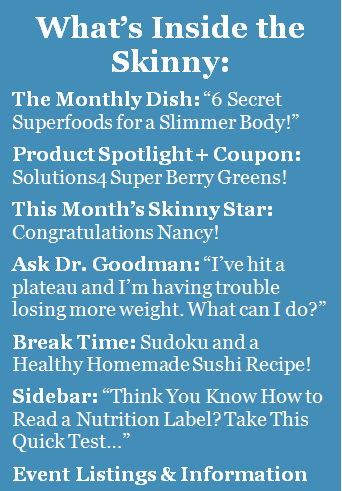 What’s Inside the
Skinny:
The Monthly Dish: “6 Secret
Superfoods for a Slimmer Body!”
Product Spotlight + Coupon:
Solutions4 Super Berry Greens!
This Month’s Skinny Star:
Congratulations Nancy!
Ask Dr. Goodman: “I’ve hit a
plateau and I’m having trouble
losing more weight. What can I do?”
Break Time: Sudoku and a
Healthy Homemade Sushi Recipe!
Sidebar: “Think You Know How to
Read a Nutrition Label? Take This
Quick Test…”
Event Listings & Information